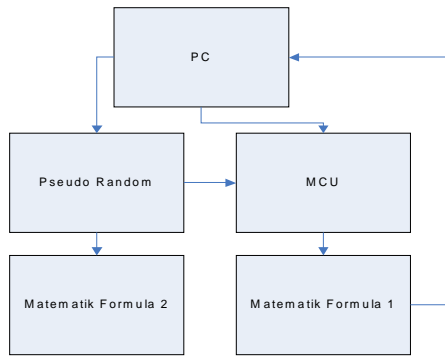 PC
Pseudo Random
MCU
Matematik Formula 2
Matematik Formula 1